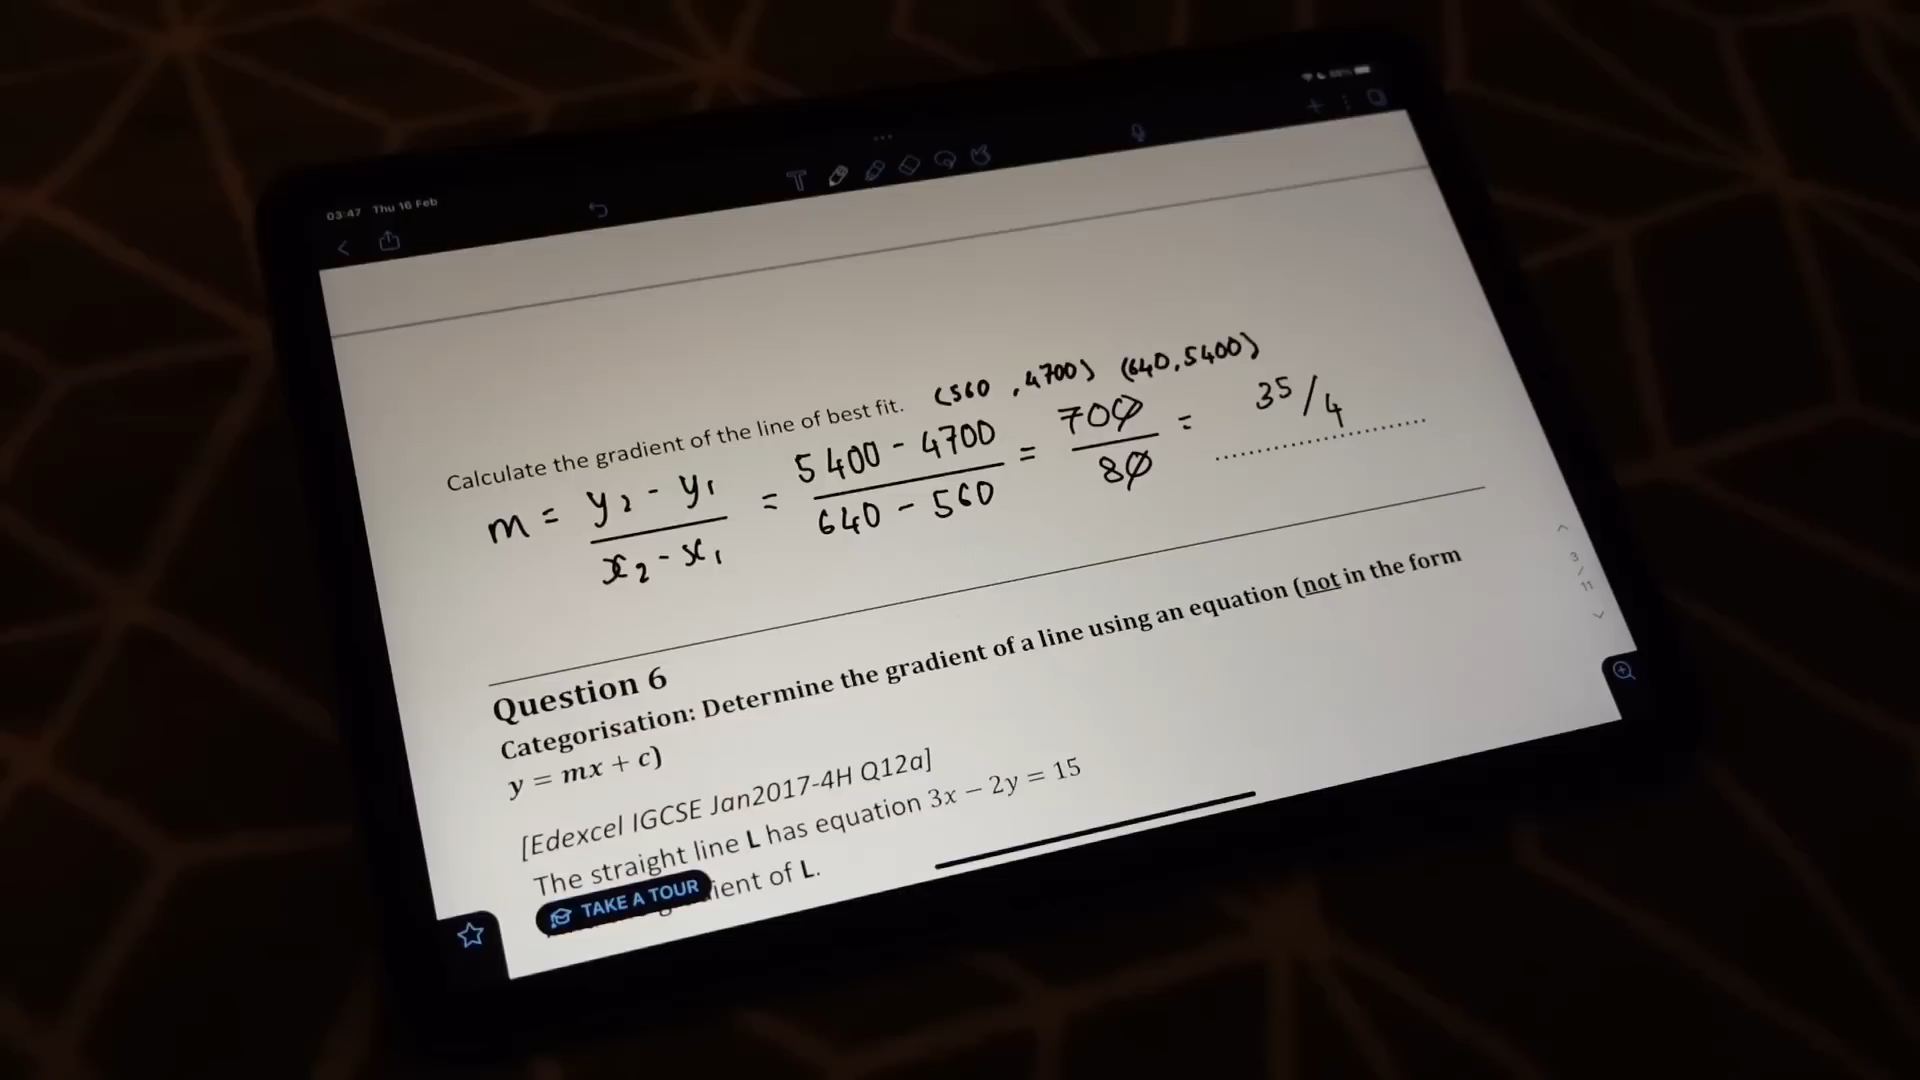 03:47 Thu 16 Feb
(560 , 4700) (640, 5400)
Calculate the gradient of the line of best fit.
m = y₂ - y₁ / x₂ - x₁ = 5400 - 4700 / 640 - 560 = 700 / 80 = 35/4
3 / 11
Question 6
Categorisation: Determine the gradient of a line using an equation (not in the form
y = mx + c)
[Edexcel IGCSE Jan2017-4H Q12a]
The straight line L has equation 3x − 2y = 15
ient of L.
TAKE A TOUR